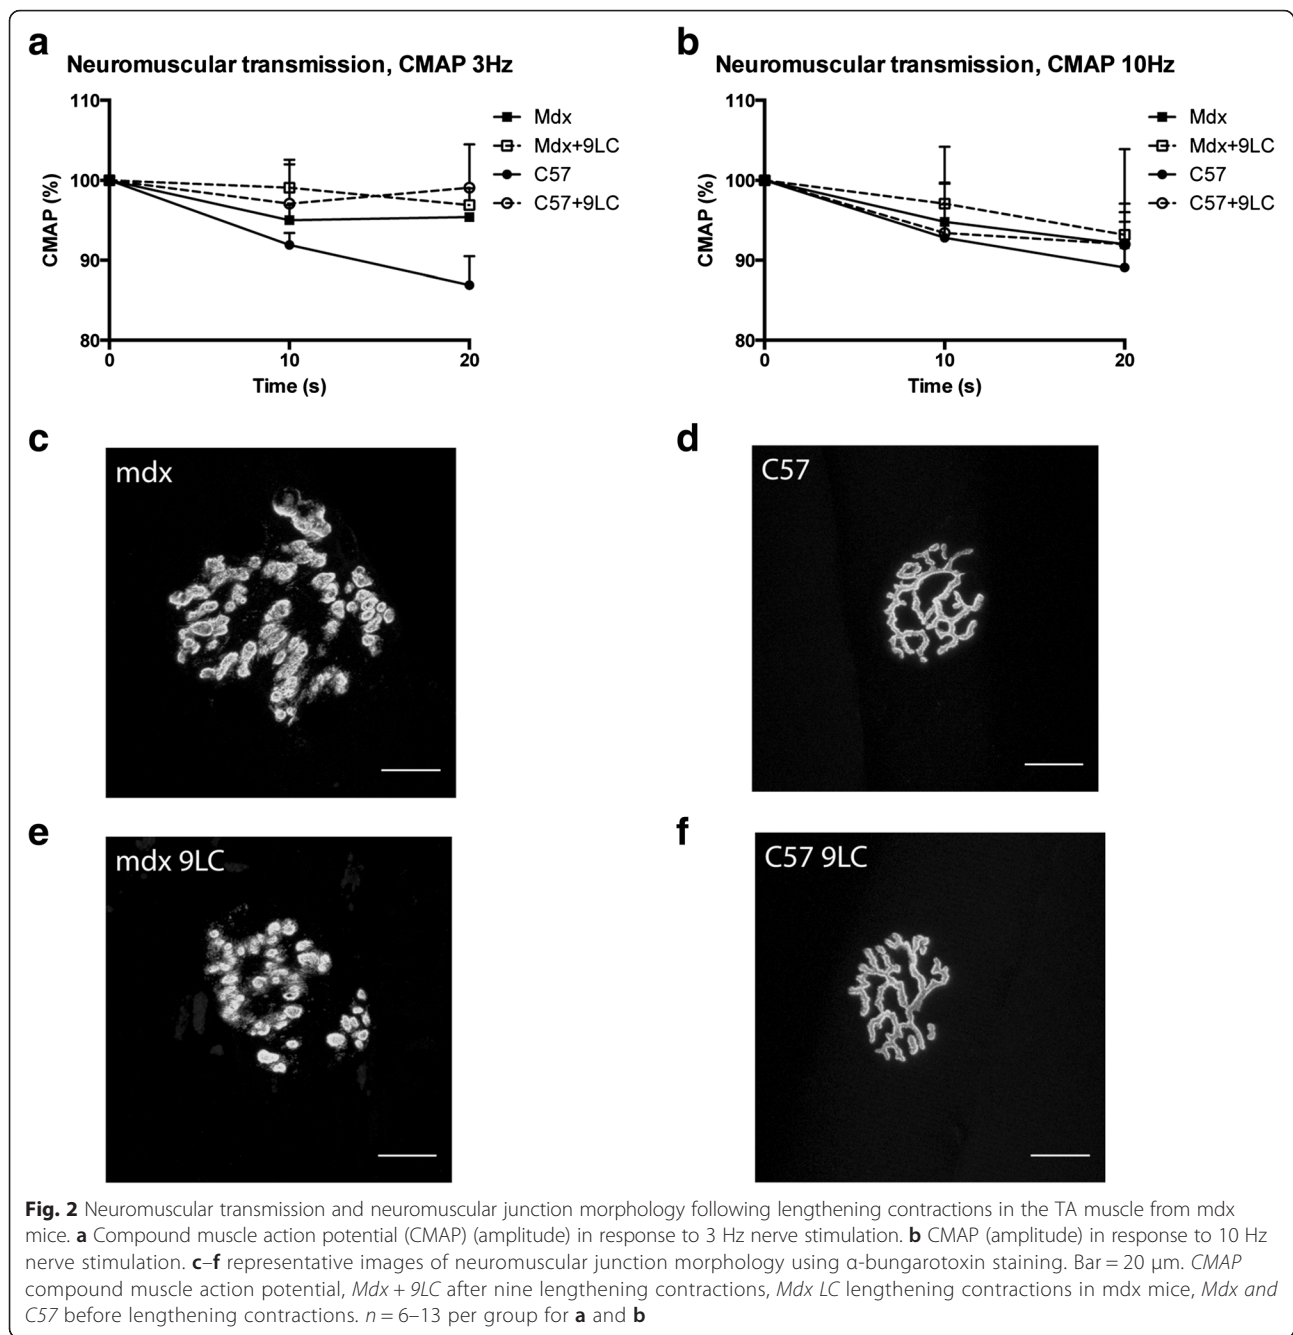 a
Neuromuscular transmission, CMAP 3Hz
110
100
90
80
CMAP (%)
0 10 20
Time (s)
Mdx
Mdx+9LC
C57
C57+9LC
b
Neuromuscular transmission, CMAP 10Hz
110
100
90
80
CMAP (%)
0 10 20
Time (s)
Mdx
Mdx+9LC
C57
C57+9LC
c
mdx
d
C57
e
mdx 9LC
f
C57 9LC
Fig. 2 Neuromuscular transmission and neuromuscular junction morphology following lengthening contractions in the TA muscle from mdx
mice. a Compound muscle action potential (CMAP) (amplitude) in response to 3 Hz nerve stimulation. b CMAP (amplitude) in response to 10 Hz
nerve stimulation. c–f representative images of neuromuscular junction morphology using α-bungarotoxin staining. Bar = 20 μm. CMAP
compound muscle action potential, Mdx + 9LC after nine lengthening contractions, Mdx LC lengthening contractions in mdx mice, Mdx and
C57 before lengthening contractions. n = 6–13 per group for a and b